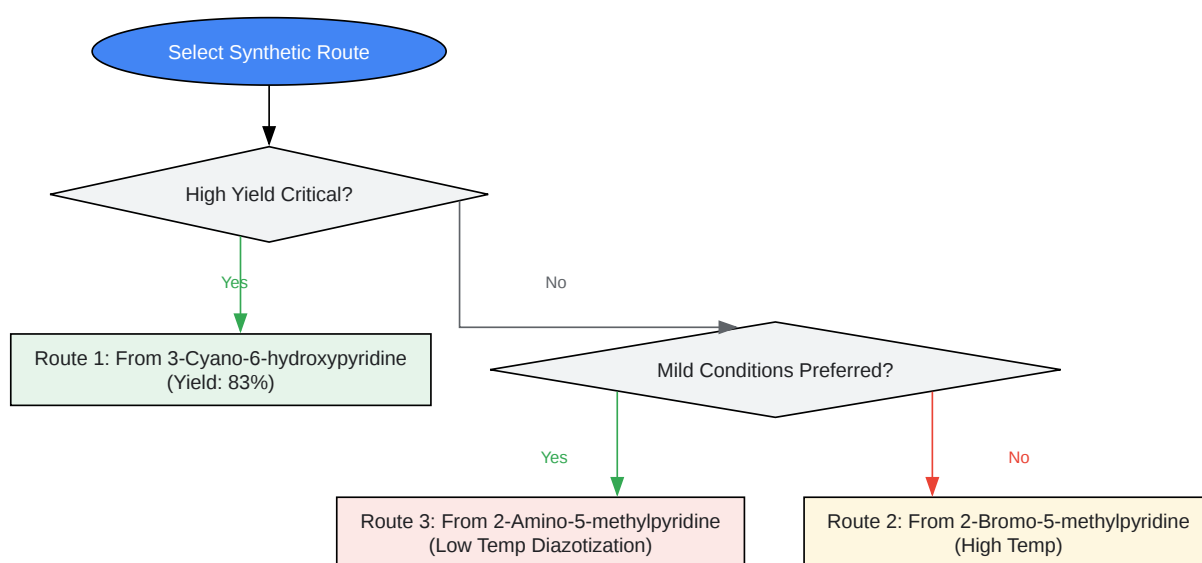 Select Synthetic Route
High Yield Critical?
Yes
No
Route 1: From 3-Cyano-6-hydroxypyridine
(Yield: 83%)
Mild Conditions Preferred?
Yes
No
Route 3: From 2-Amino-5-methylpyridine
(Low Temp Diazotization)
Route 2: From 2-Bromo-5-methylpyridine
(High Temp)